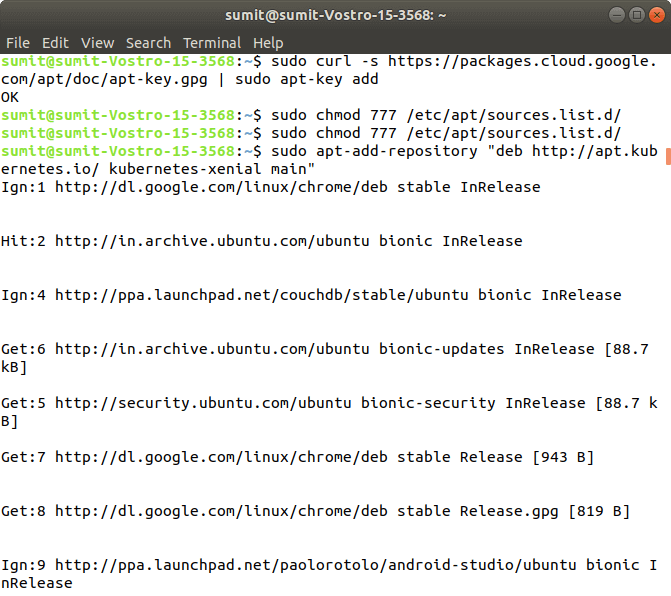 sumit@sumit-Vostro-15-3568: ~
File Edit View Search Terminal Help
sumit@sumit-Vostro-15-3568:~$ sudo curl -s https://packages.cloud.google.
com/apt/doc/apt-key.gpg | sudo apt-key add
OK
sumit@sumit-Vostro-15-3568:~$ sudo chmod 777 /etc/apt/sources.list.d/
sumit@sumit-Vostro-15-3568:~$ sudo chmod 777 /etc/apt/sources.list.d/
sumit@sumit-Vostro-15-3568:~$ sudo apt-add-repository "deb http://apt.kub
ernetes.io/ kubernetes-xenial main"
Ign:1 http://dl.google.com/linux/chrome/deb stable InRelease
Hit:2 http://in.archive.ubuntu.com/ubuntu bionic InRelease
Ign:4 http://ppa.launchpad.net/couchdb/stable/ubuntu bionic InRelease
Get:6 http://in.archive.ubuntu.com/ubuntu bionic-updates InRelease [88.7
kB]
Get:5 http://security.ubuntu.com/ubuntu bionic-security InRelease [88.7 k
B]
Get:7 http://dl.google.com/linux/chrome/deb stable Release [943 B]
Get:8 http://dl.google.com/linux/chrome/deb stable Release.gpg [819 B]
Ign:9 http://ppa.launchpad.net/paolorotolo/android-studio/ubuntu bionic I
nRelease